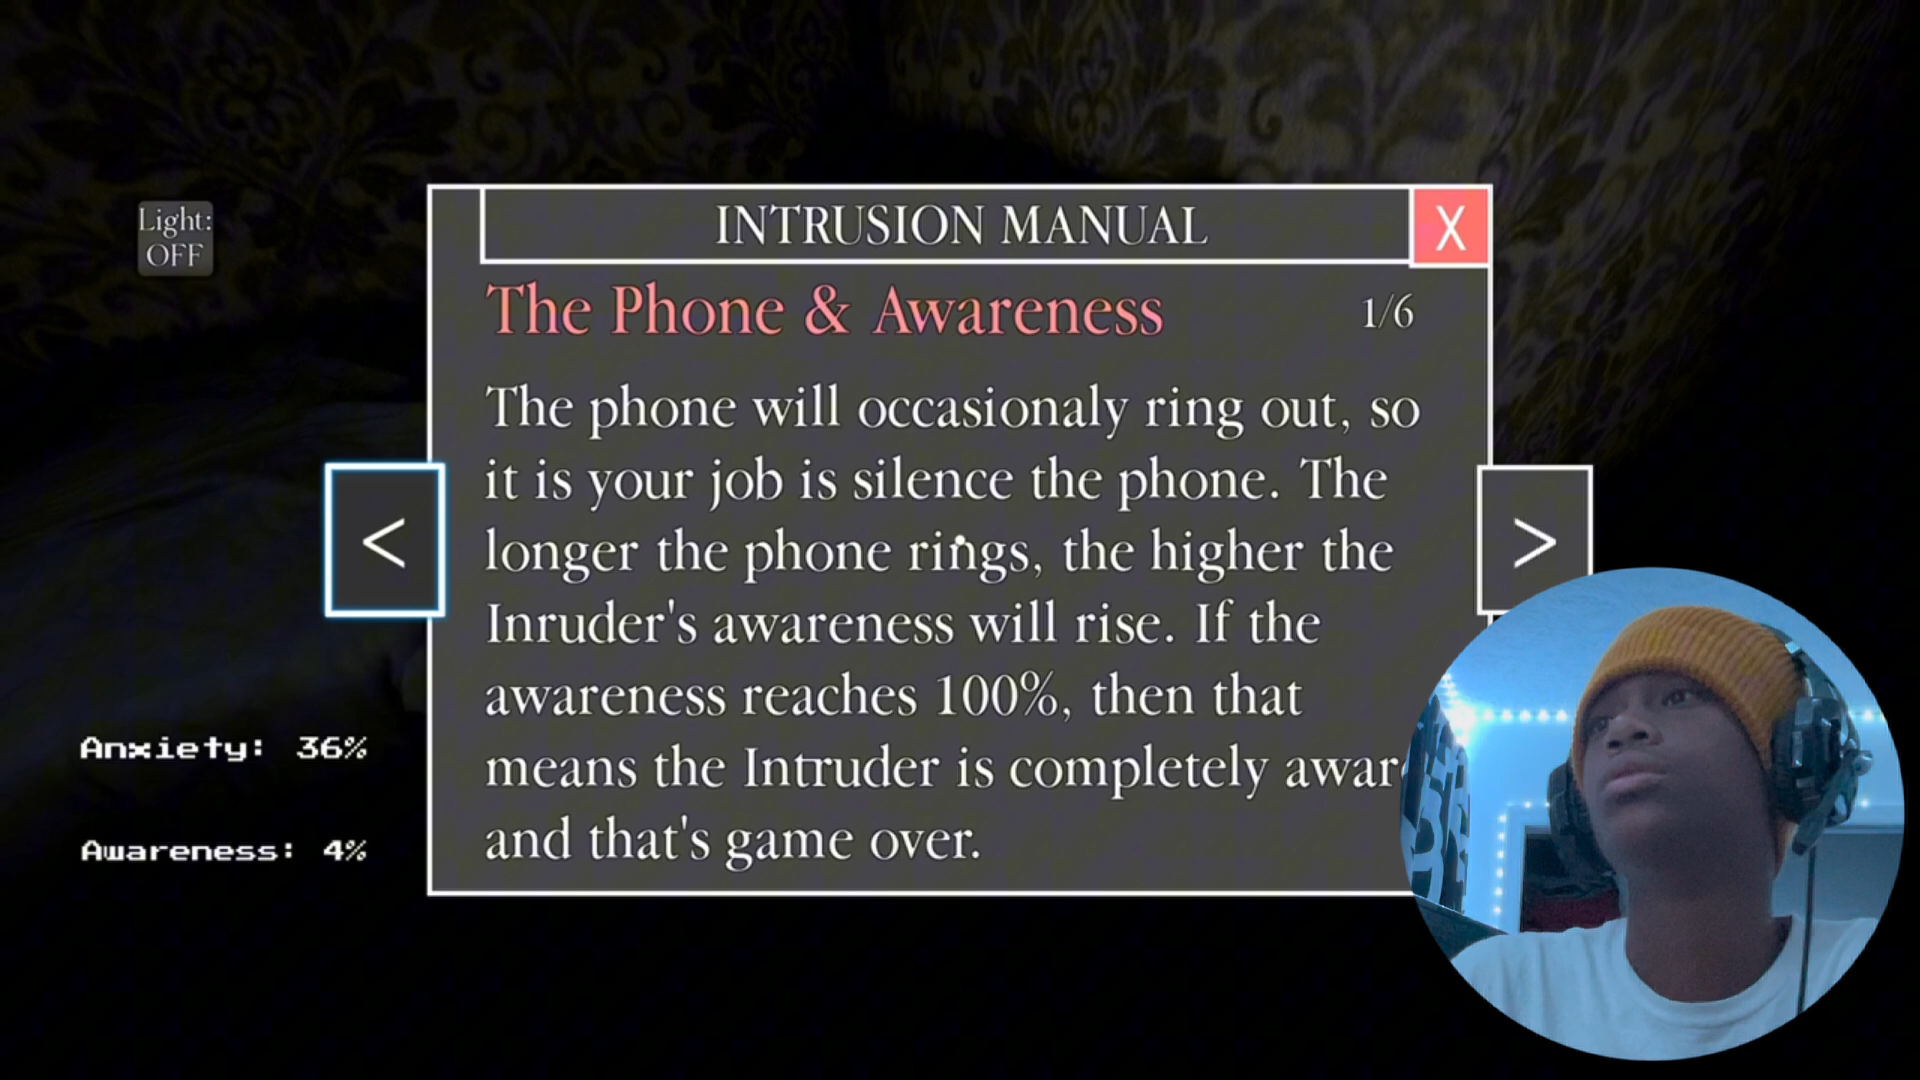 Light:
OFF
INTRUSION MANUAL
X
The Phone & Awareness
1/6
The phone will occasionaly ring out, so
it is your job is silence the phone. The
longer the phone rings, the higher the
Inruder's awareness will rise. If the
awareness reaches 100%, then that
means the Intruder is completely awar
and that's game over.
<
>
Anxiety: 36%
Awareness: 4%